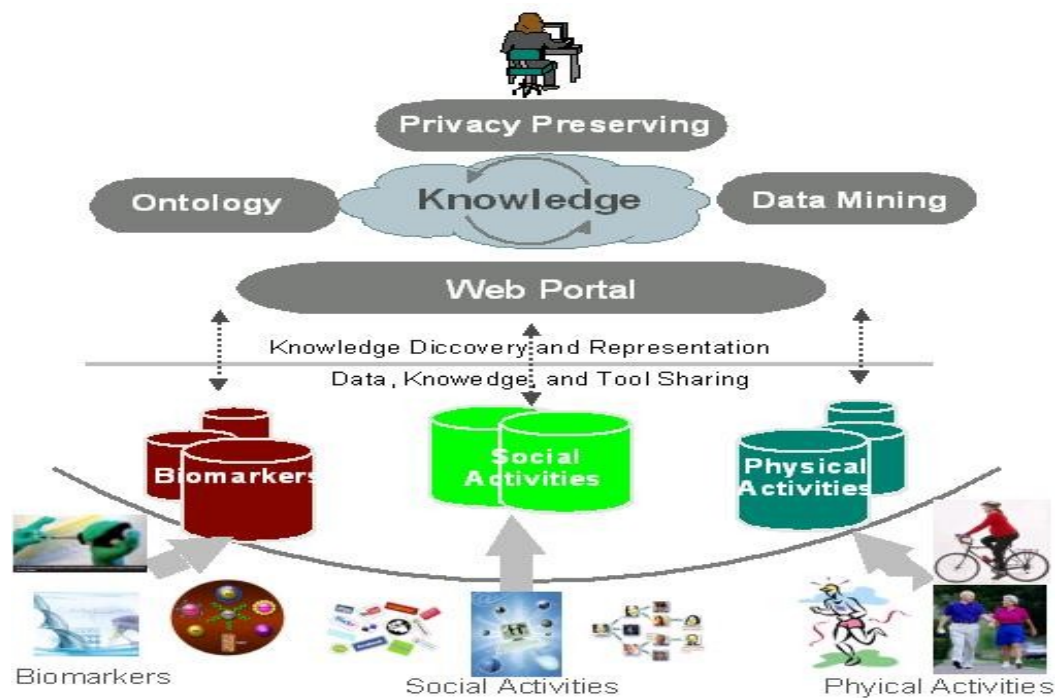 Privacy Preserving
Ontology
Knowledge
Data Mining
Web Portal
Knowledge Diccovery and Representation
Data, Knowedge, and Tool Sharing
Biomarkers
Social
Activities
Physical
Activities
Biomarkers
Social Activities
Phyical Activities